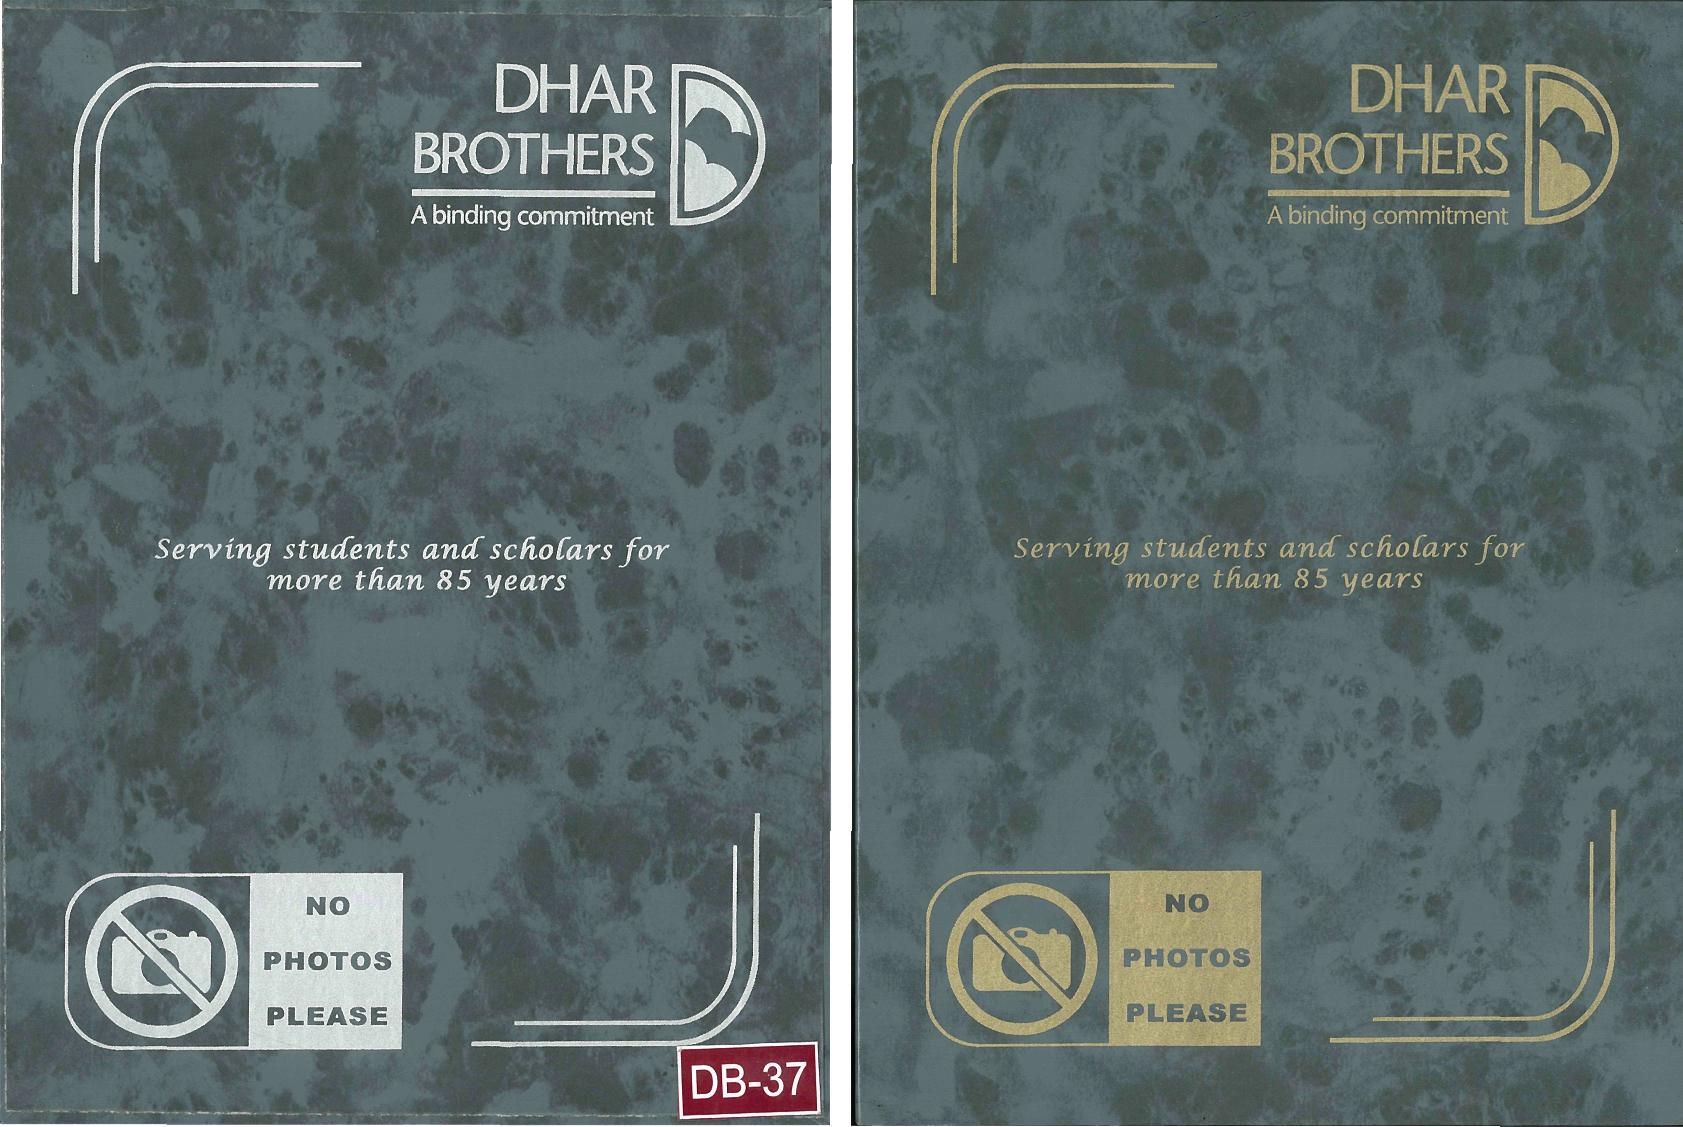 DHAR
BROTHERS
A binding commitment
Serving students and scholars for
more than 85 years
NO
PHOTOS
PLEASE
DB-37
DHAR
BROTHERS
A binding commitment
Serving students and scholars for
more than 85 years
NO
PHOTOS
PLEASE